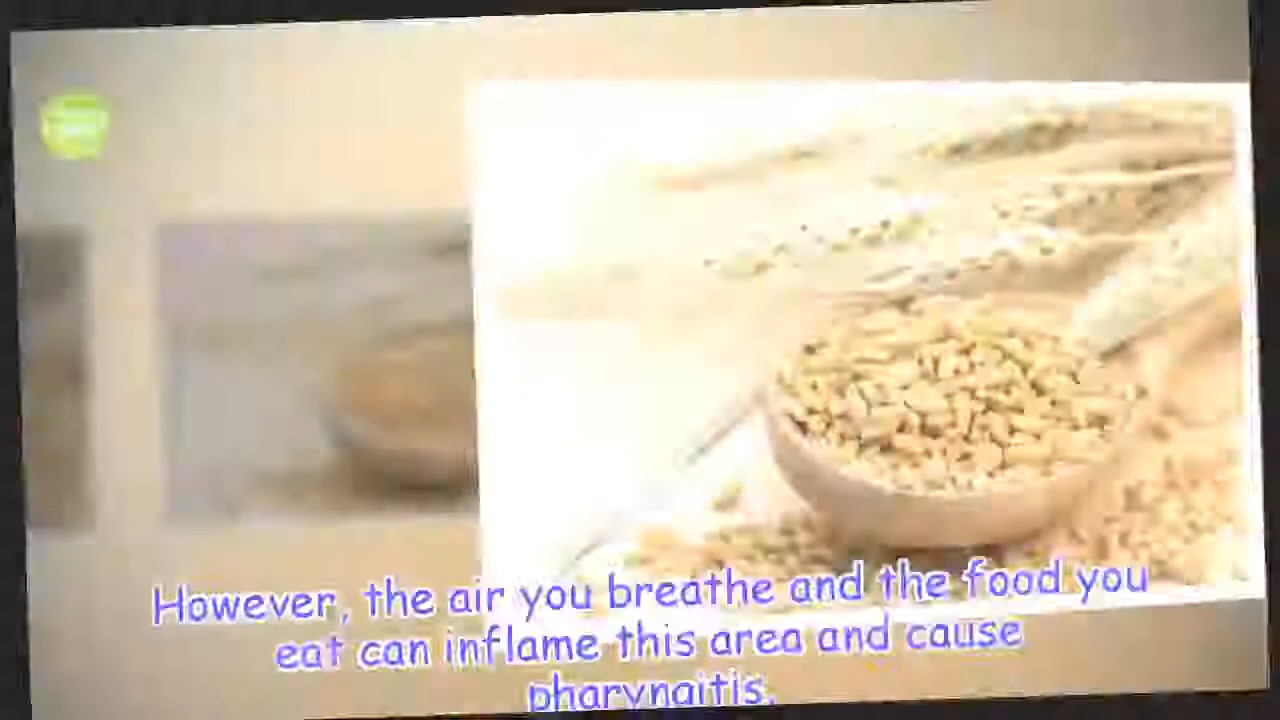 However, the air you breathe and the food you
eat can inflame this area and cause
pharyngitis.